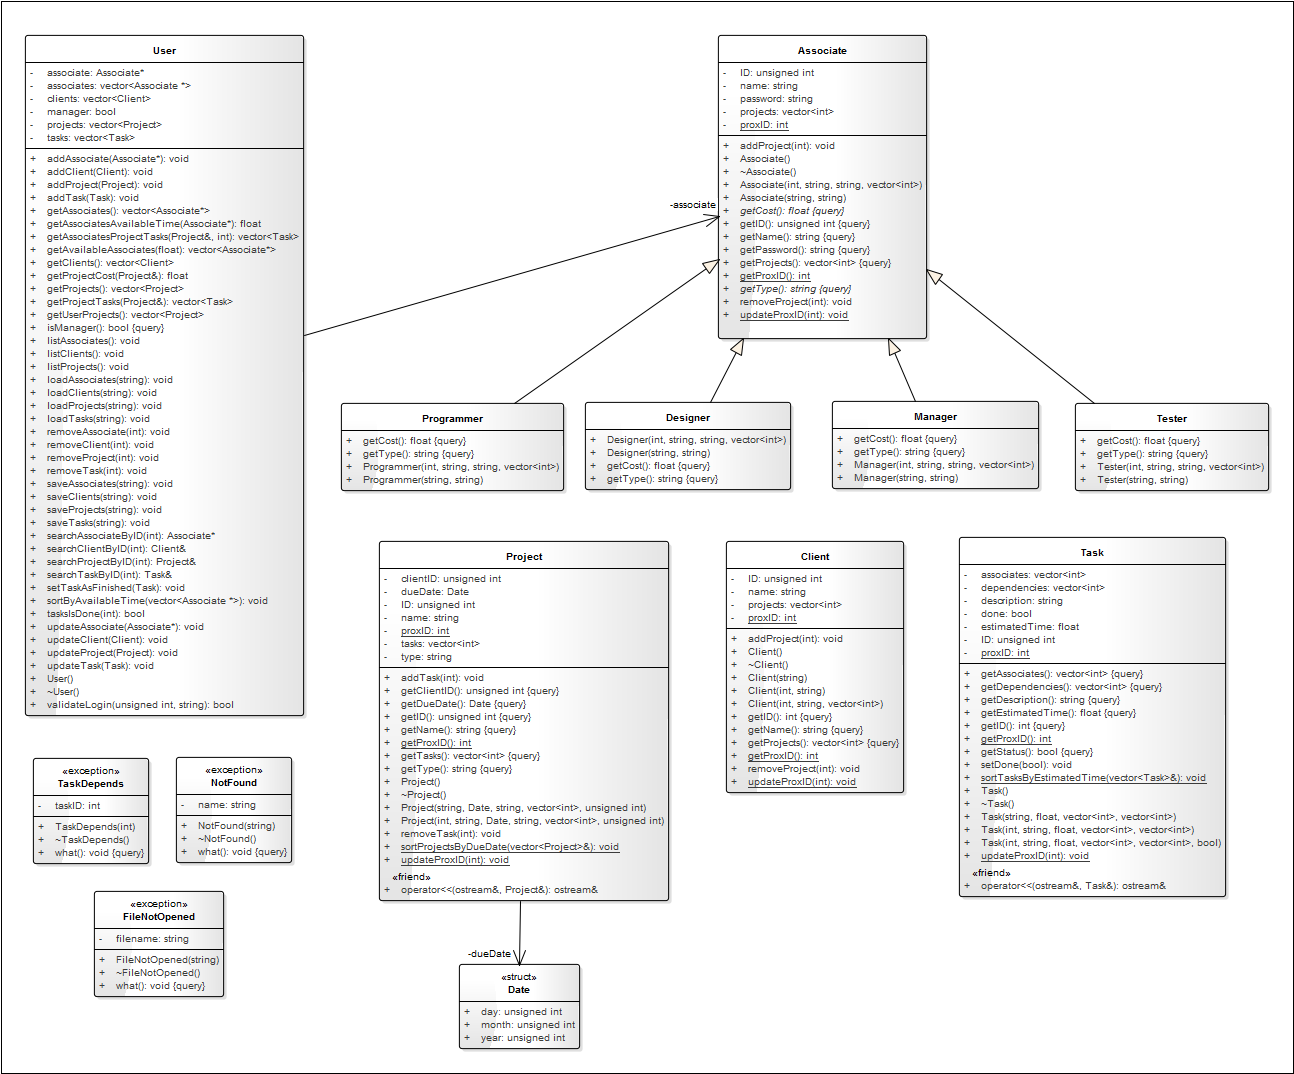 User
- associate: Associate*
- associates: vector<Associate *>
- clients: vector<Client>
- manager: bool
- projects: vector<Project>
- tasks: vector<Task>
+ addAssociate(Associate*): void
+ addClient(Client): void
+ addProject(Project): void
+ addTask(Task): void
+ getAssociates(): vector<Associate*>
+ getAssociatesAvailableTime(Associate*): float
+ getAssociatesProjectTasks(Project&, int): vector<Task>
+ getAvailableAssociates(float): vector<Associate*>
+ getClients(): vector<Client>
+ getProjectCost(Project&): float
+ getProjects(): vector<Project>
+ getProjectTasks(Project&): vector<Task>
+ getUserProjects(): vector<Project>
+ isManager(): bool {query}
+ listAssociates(): void
+ listClients(): void
+ listProjects(): void
+ loadAssociates(string): void
+ loadClients(string): void
+ loadProjects(string): void
+ loadTasks(string): void
+ removeAssociate(int): void
+ removeClient(int): void
+ removeProject(int): void
+ removeTask(int): void
+ saveAssociates(string): void
+ saveClients(string): void
+ saveProjects(string): void
+ saveTasks(string): void
+ searchAssociateByID(int): Associate*
+ searchClientByID(int): Client&
+ searchProjectByID(int): Project&
+ searchTaskByID(int): Task&
+ setTaskAsFinished(Task): void
+ sortByAvailableTime(vector<Associate *>): void
+ tasksIsDone(int): bool
+ updateAssociate(Associate*): void
+ updateClient(Client): void
+ updateProject(Project): void
+ updateTask(Task): void
+ User()
+ ~User()
+ validateLogin(unsigned int, string): bool
-associate
Associate
- ID: unsigned int
- name: string
- password: string
- projects: vector<int>
- proxID: int
+ addProject(int): void
+ Associate()
+ ~Associate()
+ Associate(int, string, string, vector<int>)
+ Associate(string, string)
+ getCost(): float {query}
+ getID(): unsigned int {query}
+ getName(): string {query}
+ getPassword(): string {query}
+ getProjects(): vector<int> {query}
+ getProxID(): int
+ getType(): string {query}
+ removeProject(int): void
+ updateProxID(int): void
Programmer
+ getCost(): float {query}
+ getType(): string {query}
+ Programmer(int, string, string, vector<int>)
+ Programmer(string, string)
Designer
+ Designer(int, string, string, vector<int>)
+ Designer(string, string)
+ getCost(): float {query}
+ getType(): string {query}
Manager
+ getCost(): float {query}
+ getType(): string {query}
+ Manager(int, string, string, vector<int>)
+ Manager(string, string)
Tester
+ getCost(): float {query}
+ getType(): string {query}
+ Tester(int, string, string, vector<int>)
+ Tester(string, string)
Project
- clientID: unsigned int
- dueDate: Date
- ID: unsigned int
- name: string
- proxID: int
- tasks: vector<int>
- type: string
+ addTask(int): void
+ getClientID(): unsigned int {query}
+ getDueDate(): Date {query}
+ getID(): unsigned int {query}
+ getName(): string {query}
+ getProxID(): int
+ getTasks(): vector<int> {query}
+ getType(): string {query}
+ Project()
+ ~Project()
+ Project(string, Date, string, vector<int>, unsigned int)
+ Project(int, string, Date, string, vector<int>, unsigned int)
+ removeTask(int): void
+ sortProjectsByDueDate(vector<Project>&): void
+ updateProxID(int): void
«friend»
+ operator<<(ostream&, Project&): ostream&
Client
- ID: unsigned int
- name: string
- projects: vector<int>
- proxID: int
+ addProject(int): void
+ Client()
+ ~Client()
+ Client(string)
+ Client(int, string)
+ Client(int, string, vector<int>)
+ getID(): int {query}
+ getName(): string {query}
+ getProjects(): vector<int> {query}
+ getProxID(): int
+ removeProject(int): void
+ updateProxID(int): void
Task
- associates: vector<int>
- dependencies: vector<int>
- description: string
- done: bool
- estimatedTime: float
- ID: unsigned int
- proxID: int
+ getAssociates(): vector<int> {query}
+ getDependencies(): vector<int> {query}
+ getDescription(): string {query}
+ getEstimatedTime(): float {query}
+ getID(): int {query}
+ getProxID(): int
+ getStatus(): bool {query}
+ setDone(bool): void
+ sortTasksByEstimatedTime(vector<Task>&): void
+ Task()
+ ~Task()
+ Task(string, float, vector<int>, vector<int>)
+ Task(int, string, float, vector<int>, vector<int>)
+ Task(int, string, float, vector<int>, vector<int>, bool)
+ updateProxID(int): void
«friend»
+ operator<<(ostream&, Task&): ostream&
«exception»
TaskDepends
- taskID: int
+ TaskDepends(int)
+ ~TaskDepends()
+ what(): void {query}
«exception»
NotFound
- name: string
+ NotFound(string)
+ ~NotFound()
+ what(): void {query}
«exception»
FileNotOpened
- filename: string
+ FileNotOpened(string)
+ ~FileNotOpened()
+ what(): void {query}
-dueDate
«struct»
Date
+ day: unsigned int
+ month: unsigned int
+ year: unsigned int